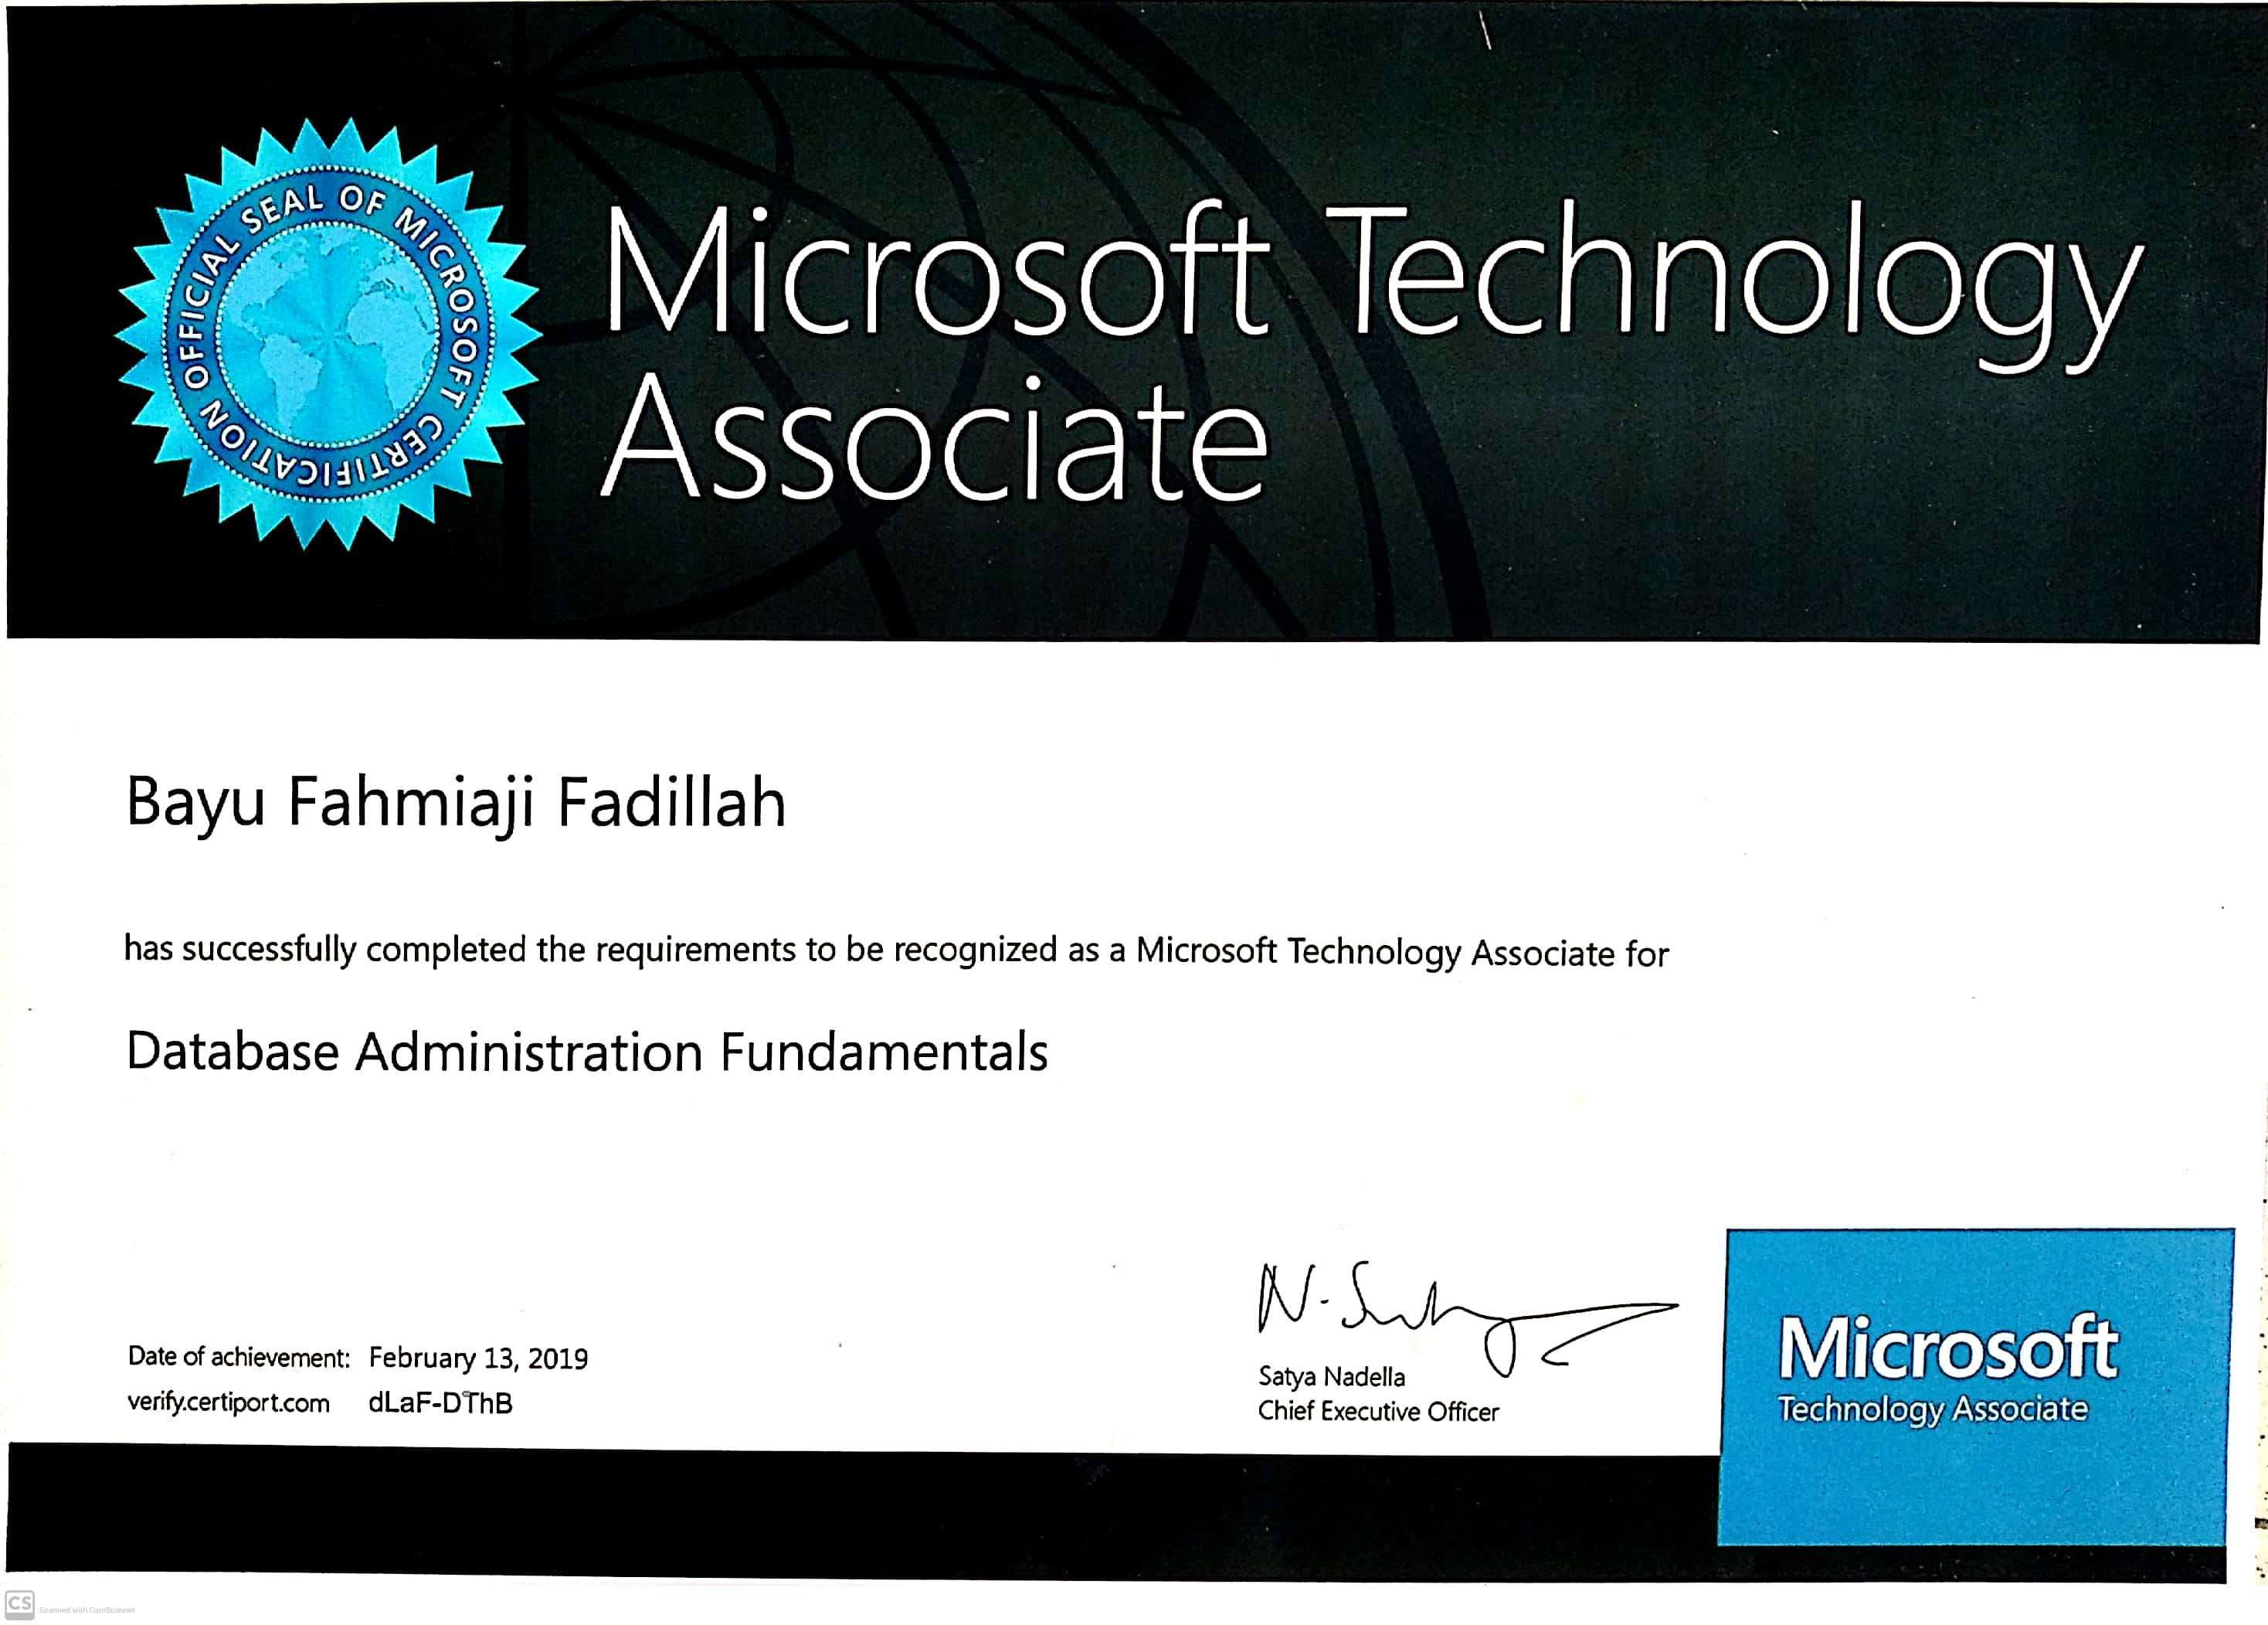 OFFICIAL SEAL OF MICROSOFT CERTIFICATION
Microsoft Technology
Associate
Bayu Fahmiaji Fadillah
has successfully completed the requirements to be recognized as a Microsoft Technology Associate for
Database Administration Fundamentals
Date of achievement: February 13, 2019
verify.certiport.com dLaF-DThB
N. Satya
Satya Nadella
Chief Executive Officer
Microsoft
Technology Associate
CS Scanned with CamScanner